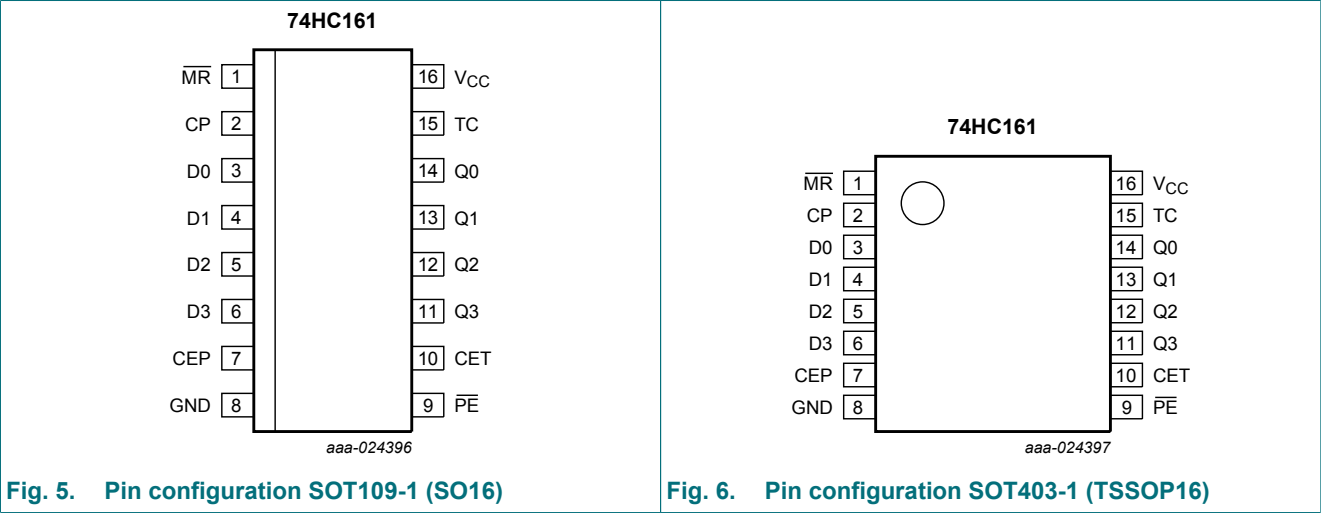 74HC161
M̅R̅ 1 16 VCC
CP 2 15 TC
D0 3 14 Q0
D1 4 13 Q1
D2 5 12 Q2
D3 6 11 Q3
CEP 7 10 CET
GND 8 9 P̅E̅
aaa-024396
Fig. 5. Pin configuration SOT109-1 (SO16)
74HC161
M̅R̅ 1 16 VCC
CP 2 15 TC
D0 3 14 Q0
D1 4 13 Q1
D2 5 12 Q2
D3 6 11 Q3
CEP 7 10 CET
GND 8 9 P̅E̅
aaa-024397
Fig. 6. Pin configuration SOT403-1 (TSSOP16)